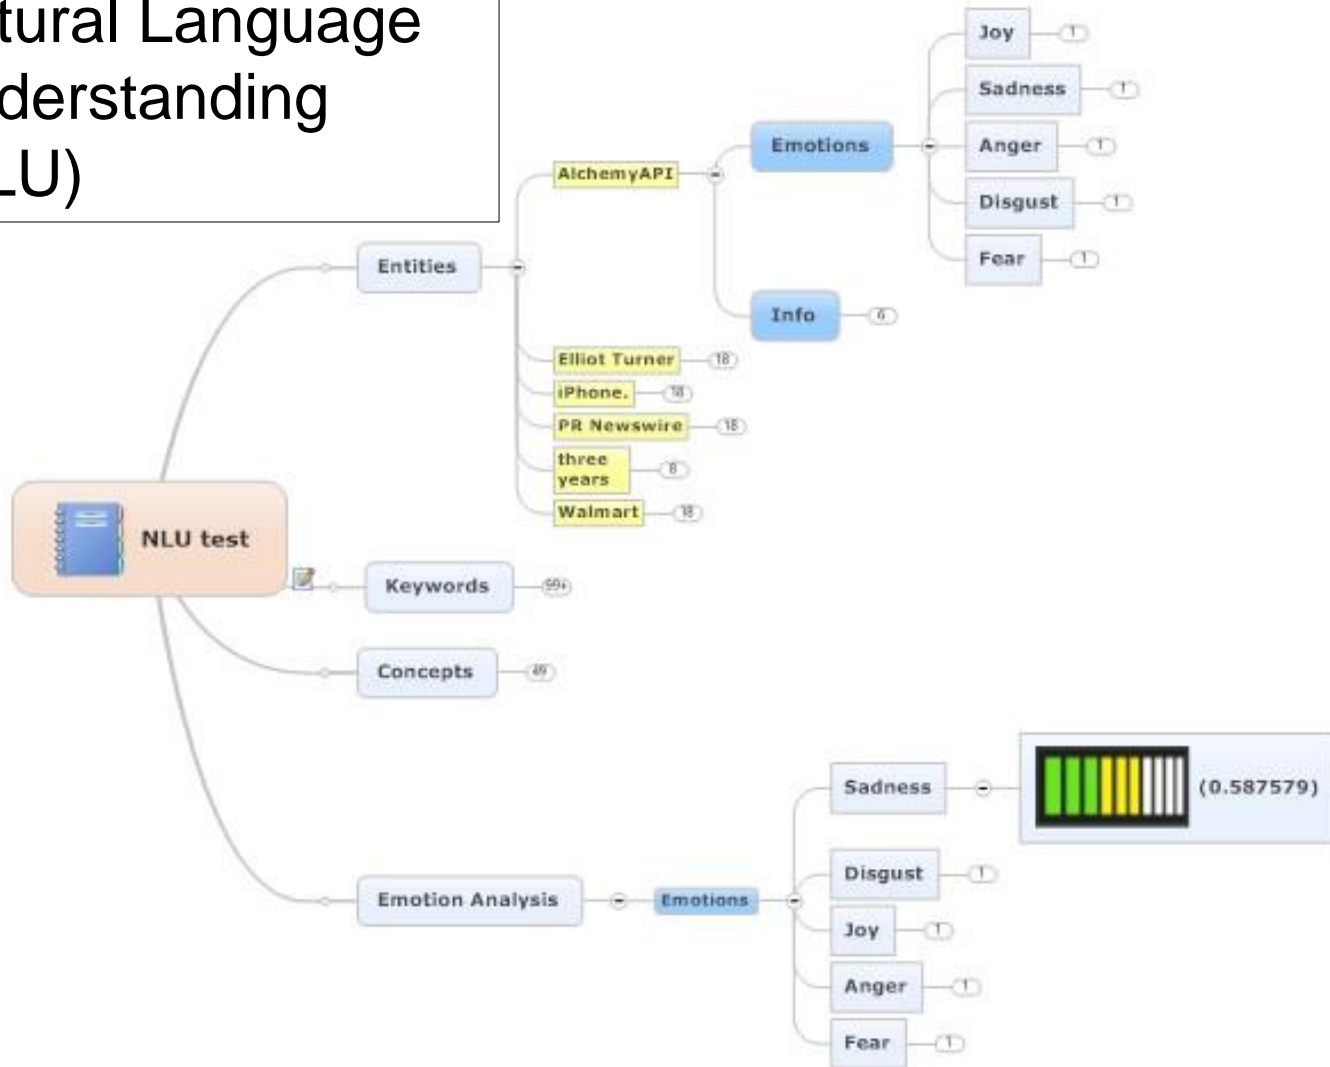 tural Language
derstanding
LU)
Joy 1
Sadness 1
Emotions
Anger 1
AlchemyAPI
Disgust 1
Entities
Fear 1
Info 6
Elliot Turner 18
iPhone. 18
PR Newswire 18
three
years 8
Walmart 18
NLU test
Keywords 99+
Concepts 49
Sadness (0.587579)
Disgust 1
Emotion Analysis
Emotions
Joy 1
Anger 1
Fear 1